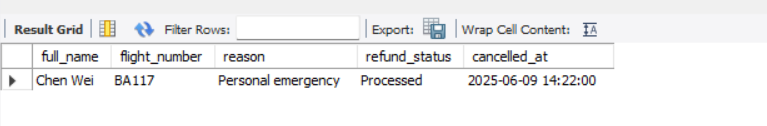 Result Grid Filter Rows: Export: Wrap Cell Content: IA
full_name flight_number reason refund_status cancelled_at
Chen Wei BA117 Personal emergency Processed 2025-06-09 14:22:00